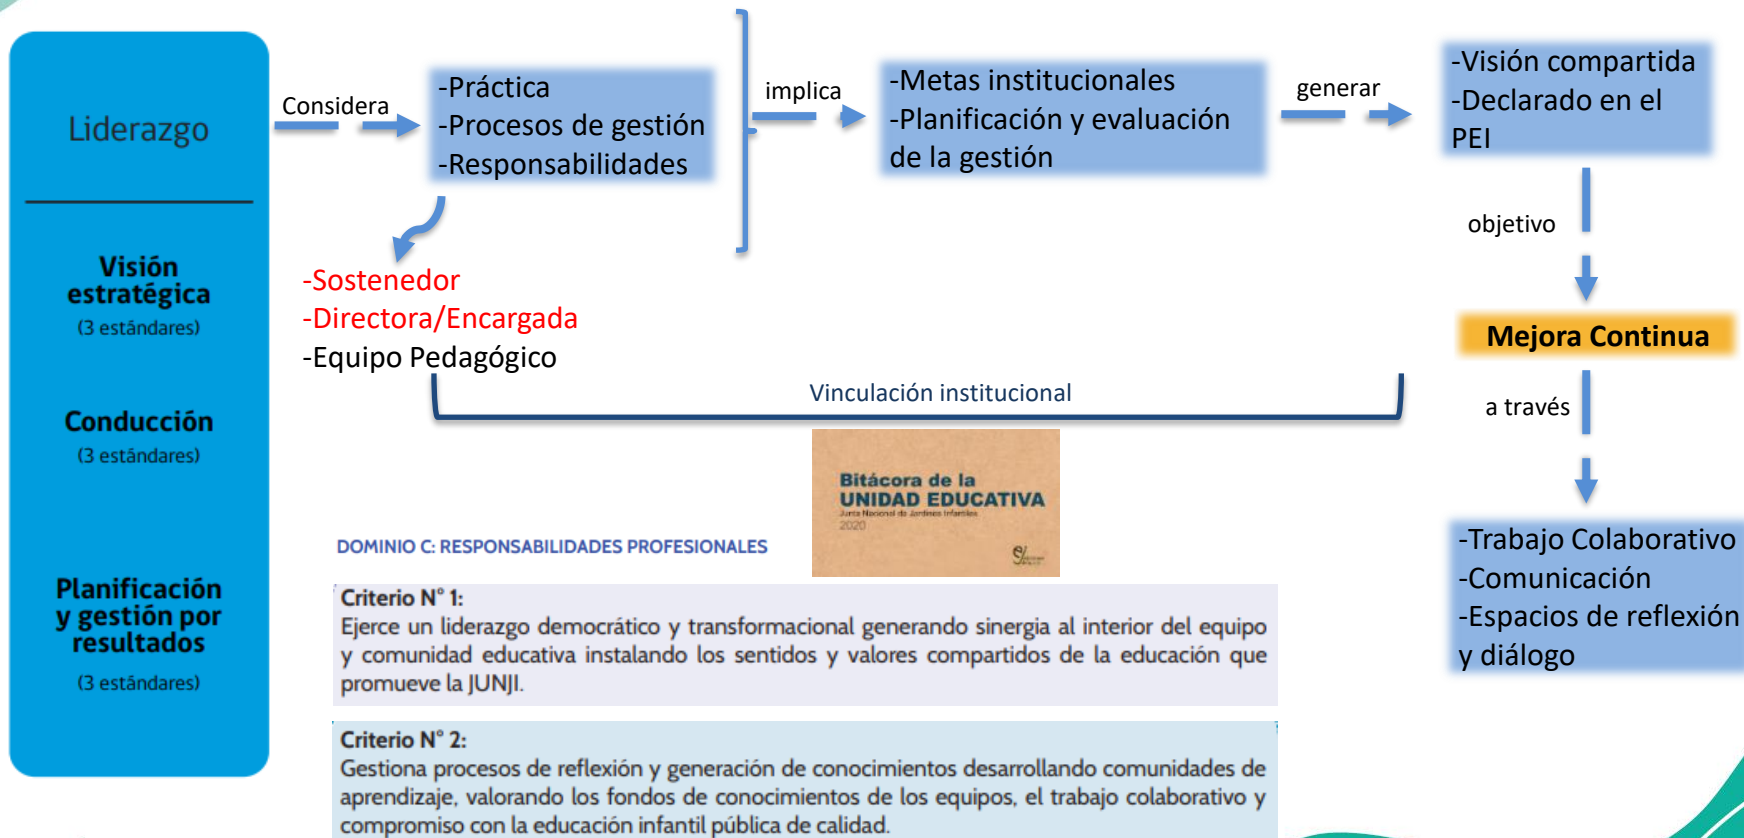 Liderazgo
Visión
estratégica
(3 estándares)
Conducción
(3 estándares)
Planificación
y gestión por
resultados
(3 estándares)
Considera
-Práctica
-Procesos de gestión
-Responsabilidades
implica
-Metas institucionales
-Planificación y evaluación
de la gestión
generar
-Visión compartida
-Declarado en el
PEI
objetivo
Mejora Continua
a través
-Trabajo Colaborativo
-Comunicación
-Espacios de reflexión
y diálogo
-Sostenedor
-Directora/Encargada
-Equipo Pedagógico
Vinculación institucional
Bitácora de la
UNIDAD EDUCATIVA
Junta Nacional de Jardines Infantiles
2020
DOMINIO C: RESPONSABILIDADES PROFESIONALES
Criterio N° 1:
Ejerce un liderazgo democrático y transformacional generando sinergia al interior del equipo
y comunidad educativa instalando los sentidos y valores compartidos de la educación que
promueve la JUNJI.
Criterio N° 2:
Gestiona procesos de reflexión y generación de conocimientos desarrollando comunidades de
aprendizaje, valorando los fondos de conocimientos de los equipos, el trabajo colaborativo y
compromiso con la educación infantil pública de calidad.